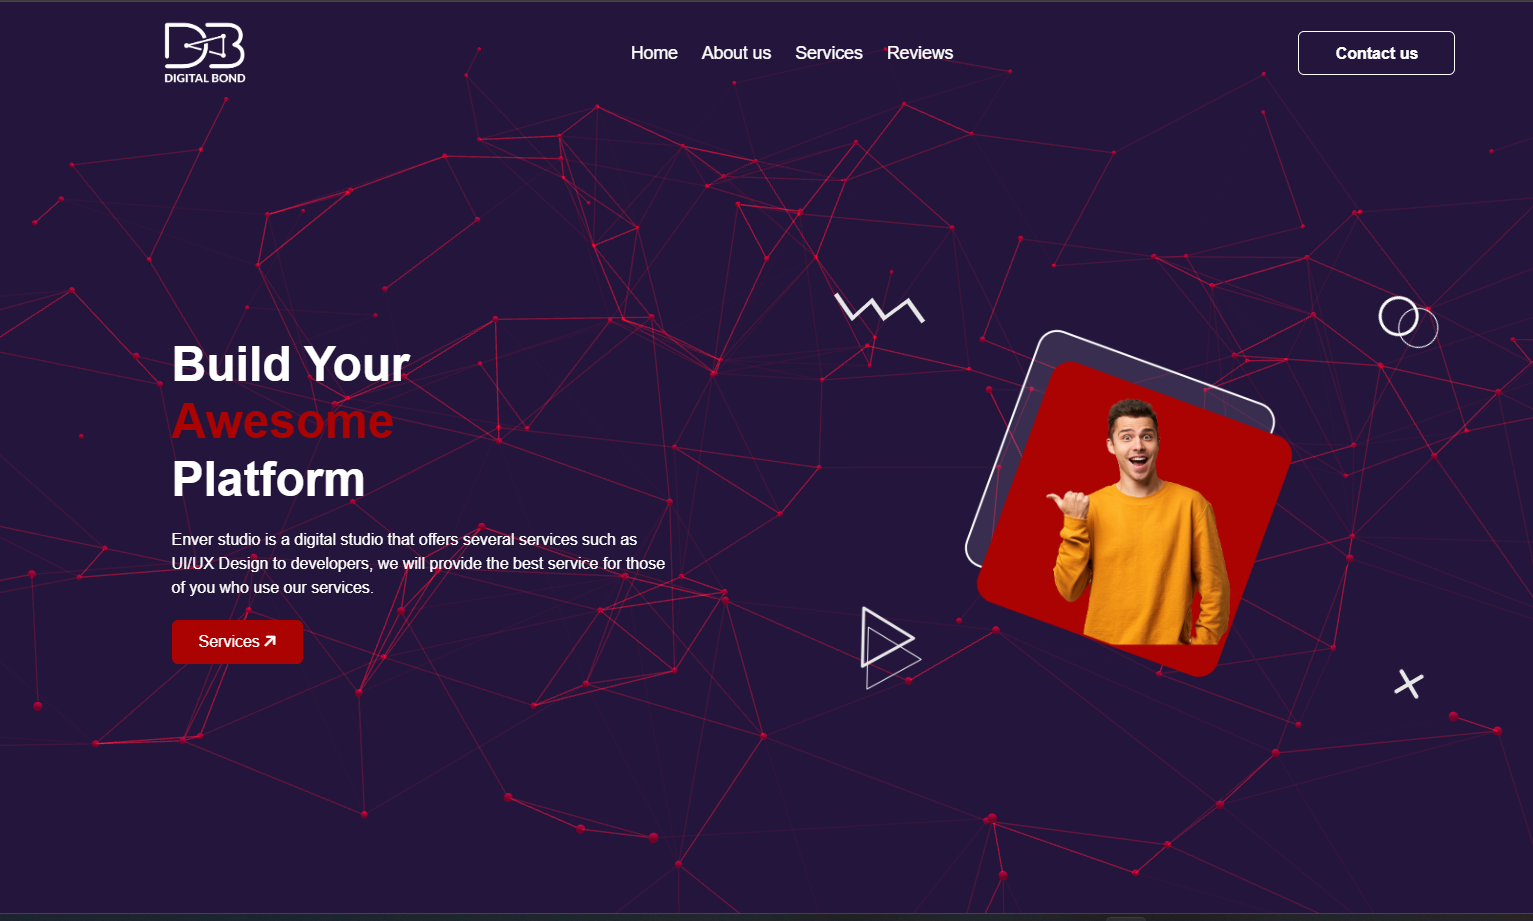 DIGITAL BOND
Home About us Services Reviews
Contact us
Build Your
Awesome
Platform
Enver studio is a digital studio that offers several services such as
UI/UX Design to developers, we will provide the best service for those
of you who use our services.
Services